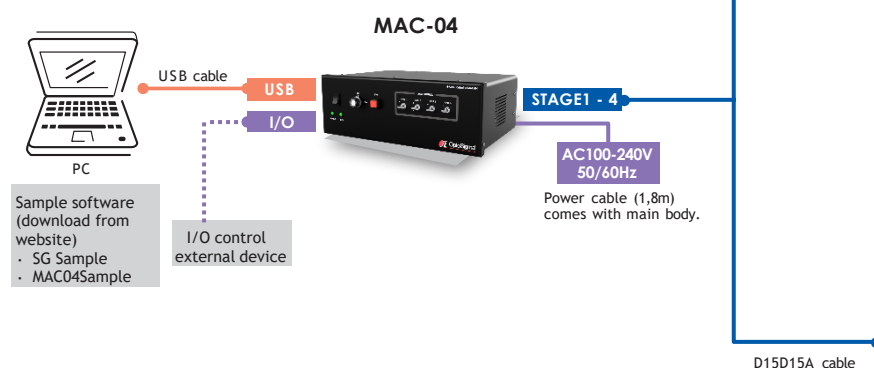 MAC-04
USB cable
USB
I/O
STAGE1 - 4
OptoSigma
AC100-240V
50/60Hz
PC
Power cable (1,8m)
comes with main body.
Sample software
(download from
website)
· SG Sample
· MAC04Sample
I/O control
external device
D15D15A cable